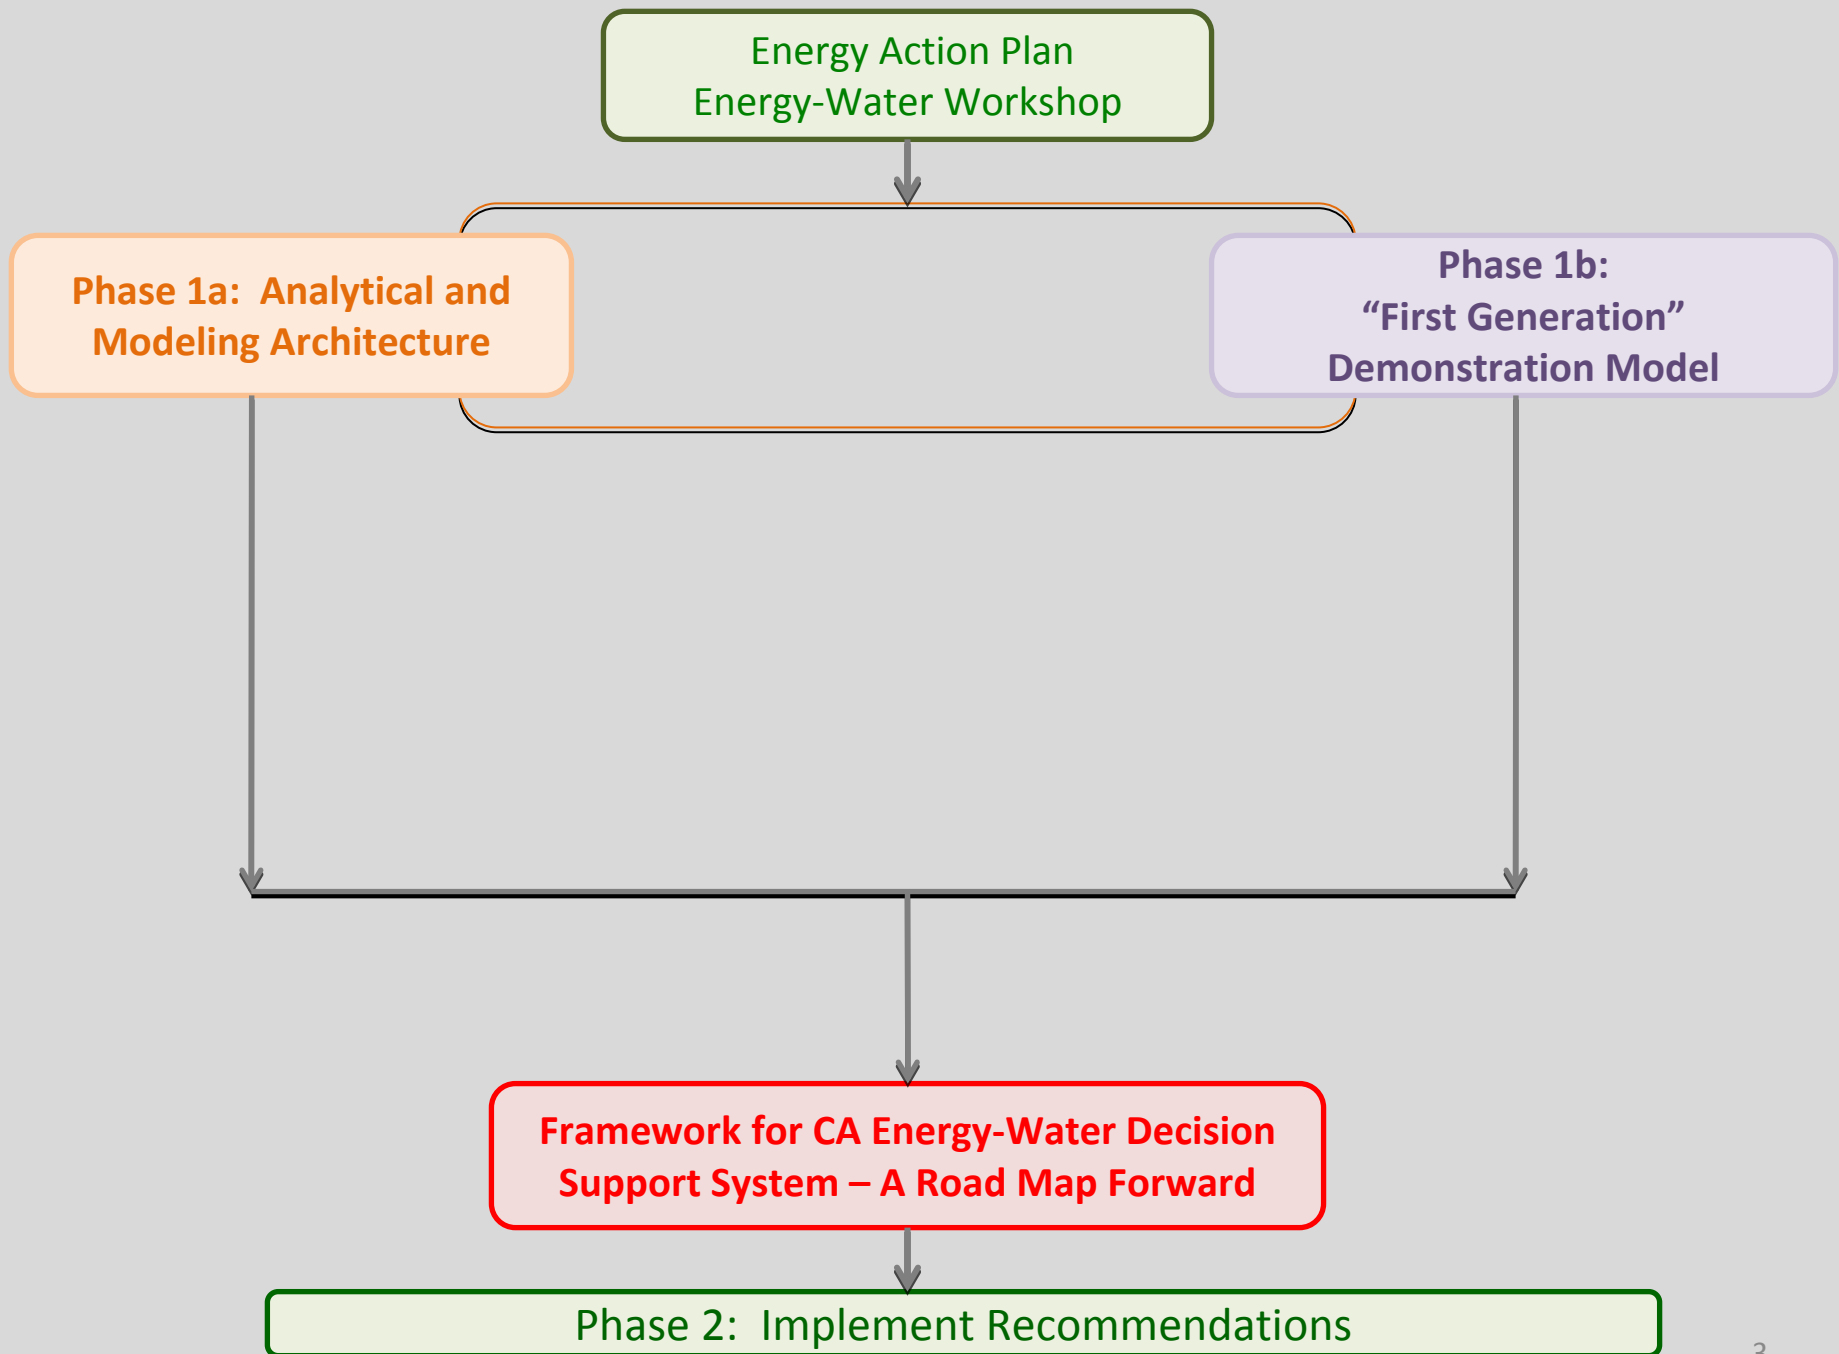 Energy Action Plan
Energy-Water Workshop
Phase 1a:  Analytical and
Modeling Architecture
Phase 1b:
“First Generation”
Demonstration Model
Framework for CA Energy-Water Decision
Support System – A Road Map Forward
Phase 2:  Implement Recommendations
3